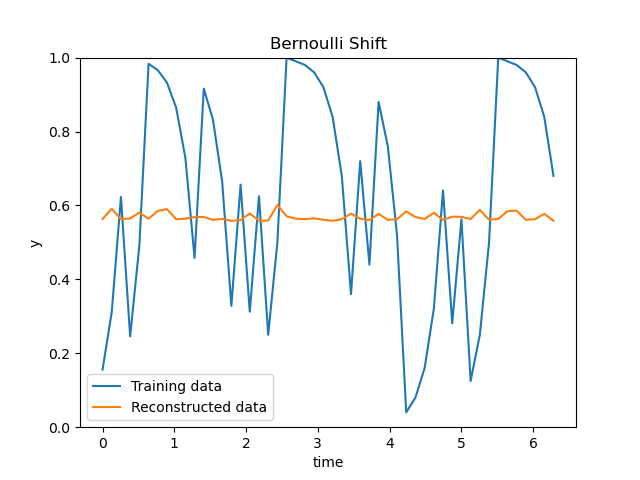 Bernoulli Shift
1.0
0.8
0.6
0.4
0.2
0.0
y
Training data
Reconstructed data
0 1 2 3 4 5 6
time